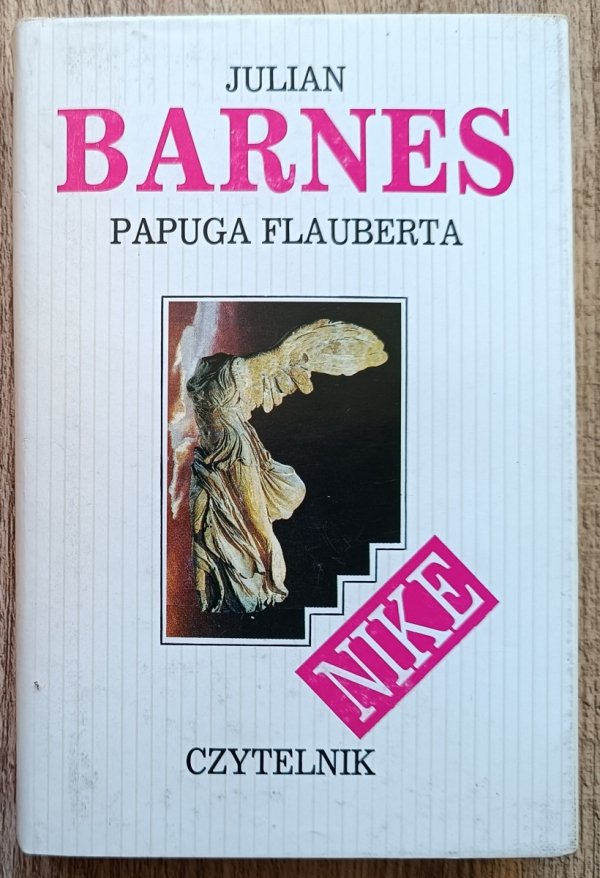 JULIAN
BARNES
PAPUGA FLAUBERTA
NIKE
CZYTELNIK